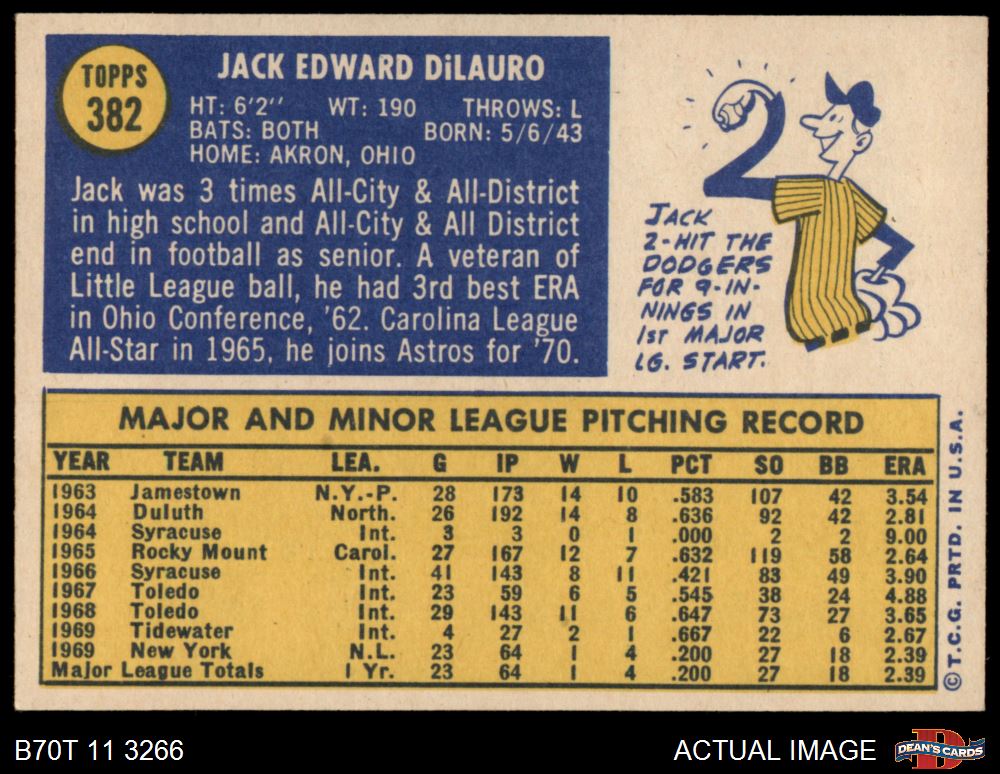 TOPPS
382
JACK EDWARD DiLAURO
HT: 6'2'' WT: 190 THROWS: L
BATS: BOTH BORN: 5/6/43
HOME: AKRON, OHIO
Jack was 3 times All-City & All-District
in high school and All-City & All District
end in football as senior. A veteran of
Little League ball, he had 3rd best ERA
in Ohio Conference, '62. Carolina League
All-Star in 1965, he joins Astros for '70.
JACK
2-HIT THE
DODGERS
FOR 9-IN-
NINGS IN
1ST MAJOR
LG. START.
MAJOR AND MINOR LEAGUE PITCHING RECORD
YEAR TEAM LEA. G IP W L PCT SO BB ERA
1963 Jamestown N.Y.-P. 28 173 14 10 .583 107 42 3.54
1964 Duluth North. 26 192 14 8 .636 92 42 2.81
1964 Syracuse Int. 3 3 0 1 .000 2 2 9.00
1965 Rocky Mount Carol. 27 167 12 7 .632 119 58 2.64
1966 Syracuse Int. 41 143 8 11 .421 83 49 3.90
1967 Toledo Int. 23 59 6 5 .545 38 24 4.88
1968 Toledo Int. 29 143 11 6 .647 73 27 3.65
1969 Tidewater Int. 4 27 2 1 .667 22 6 2.67
1969 New York N.L. 23 64 1 4 .200 27 18 2.39
Major League Totals 1 Yr. 23 64 1 4 .200 27 18 2.39
© T.C.G. PRTD. IN U.S.A.
B70T 11 3266
ACTUAL IMAGE
D
DEAN'S CARDS